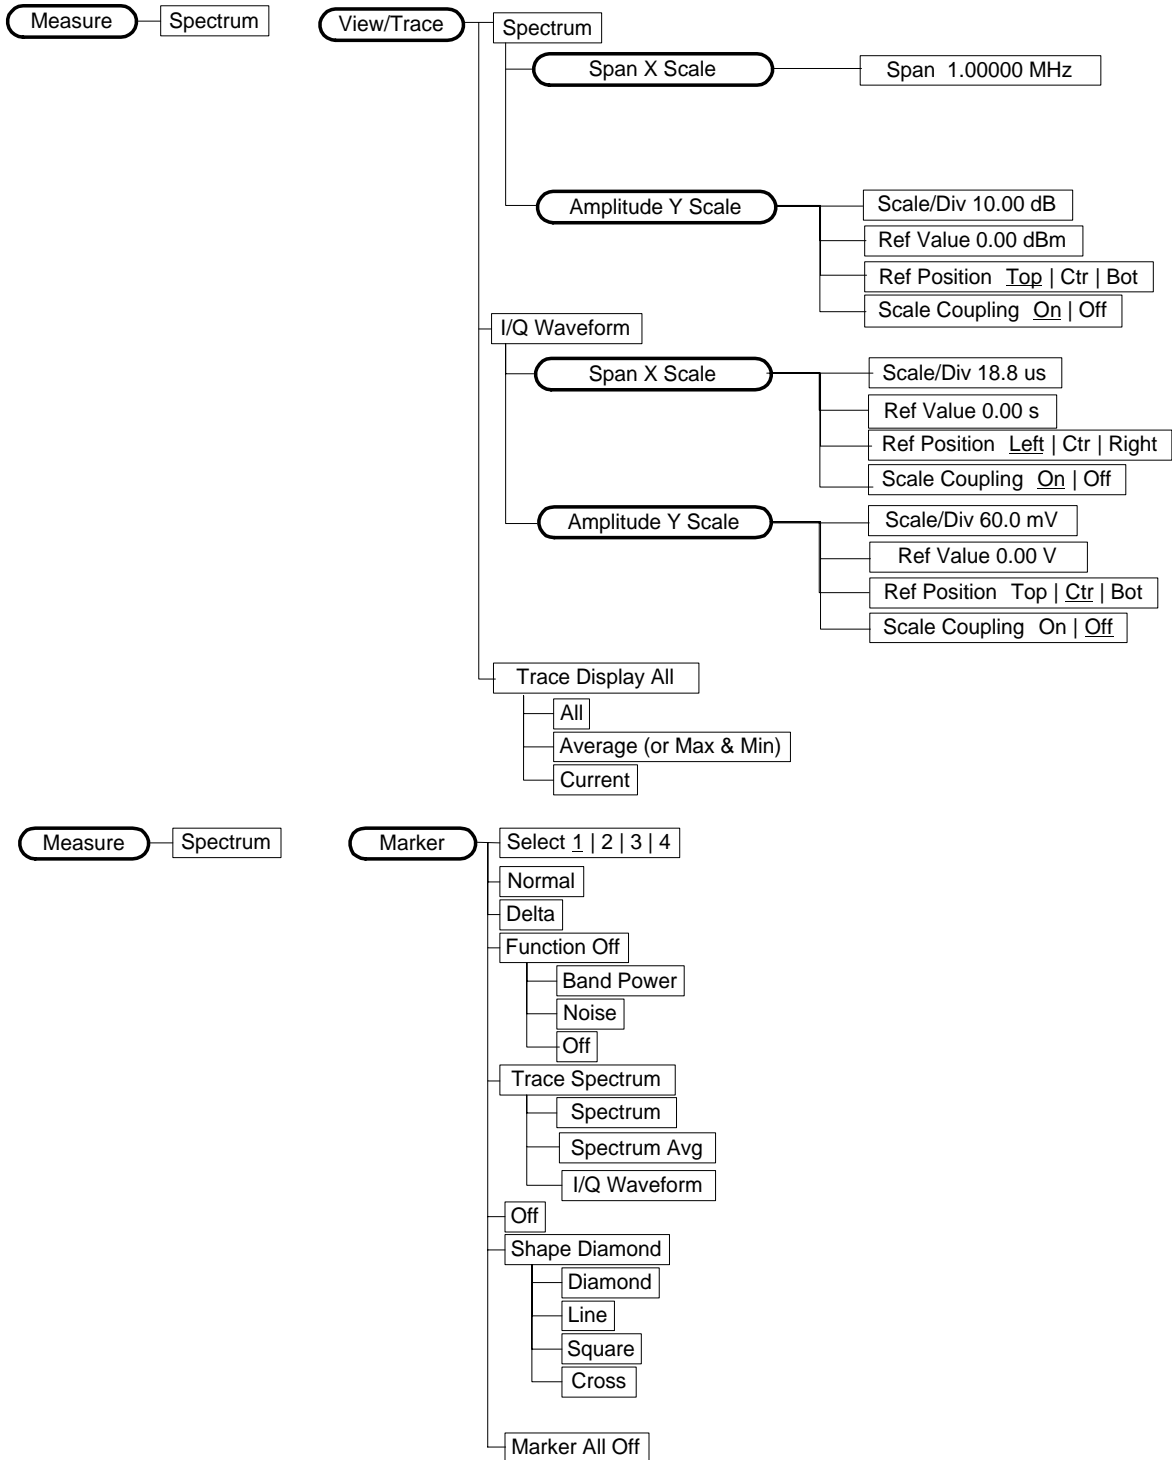 Measure
Spectrum
View/Trace
Spectrum
Span X Scale
Span 1.00000 MHz
Amplitude Y Scale
Scale/Div 10.00 dB
Ref Value 0.00 dBm
Ref Position Top | Ctr | Bot
Scale Coupling On | Off
I/Q Waveform
Span X Scale
Scale/Div 18.8 us
Ref Value 0.00 s
Ref Position Left | Ctr | Right
Scale Coupling On | Off
Amplitude Y Scale
Scale/Div 60.0 mV
Ref Value 0.00 V
Ref Position Top | Ctr | Bot
Scale Coupling On | Off
Trace Display All
All
Average (or Max & Min)
Current
Measure
Spectrum
Marker
Select 1 | 2 | 3 | 4
Normal
Delta
Function Off
Band Power
Noise
Off
Trace Spectrum
Spectrum
Spectrum Avg
I/Q Waveform
Off
Shape Diamond
Diamond
Line
Square
Cross
Marker All Off